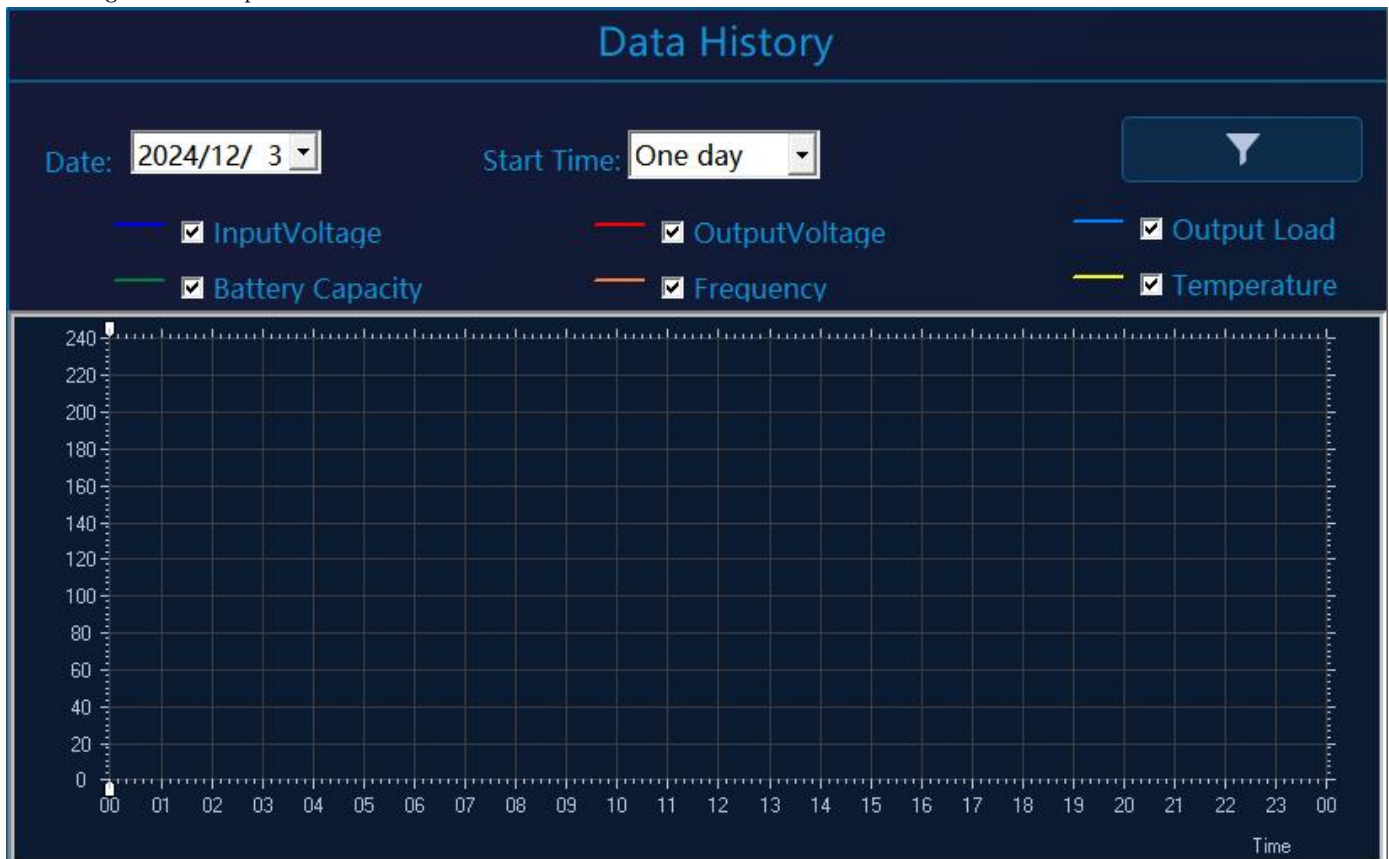 Data History
Date: 2024/12/ 3 Start Time: One day
InputVoltage OutputVoltage Output Load
Battery Capacity Frequency Temperature
240
220
200
180
160
140
120
100
80
60
40
20
0
00 01 02 03 04 05 06 07 08 09 10 11 12 13 14 15 16 17 18 19 20 21 22 23 00
Time